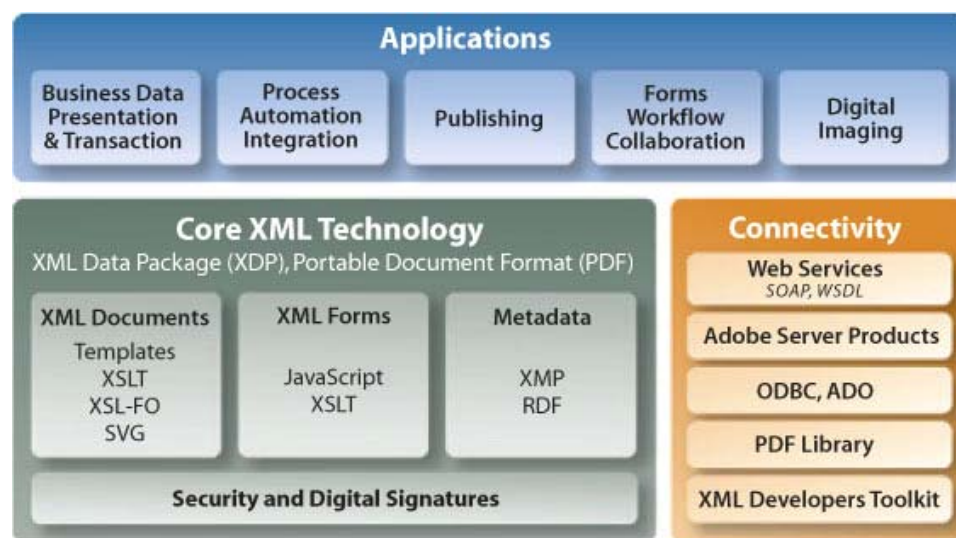 Applications
Business Data
Presentation
& Transaction
Process
Automation
Integration
Publishing
Forms
Workflow
Collaboration
Digital
Imaging
Core XML Technology
XML Data Package (XDP), Portable Document Format (PDF)
XML Documents
Templates
XSLT
XSL-FO
SVG
XML Forms
JavaScript
XSLT
Metadata
XMP
RDF
Security and Digital Signatures
Connectivity
Web Services
SOAP, WSDL
Adobe Server Products
ODBC, ADO
PDF Library
XML Developers Toolkit